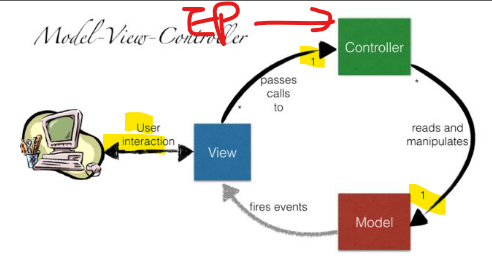 EP
Model-View-Controller
Controller
1
passes
calls
to
*
*
User
interaction
View
reads and
manipulates
1
fires events
Model